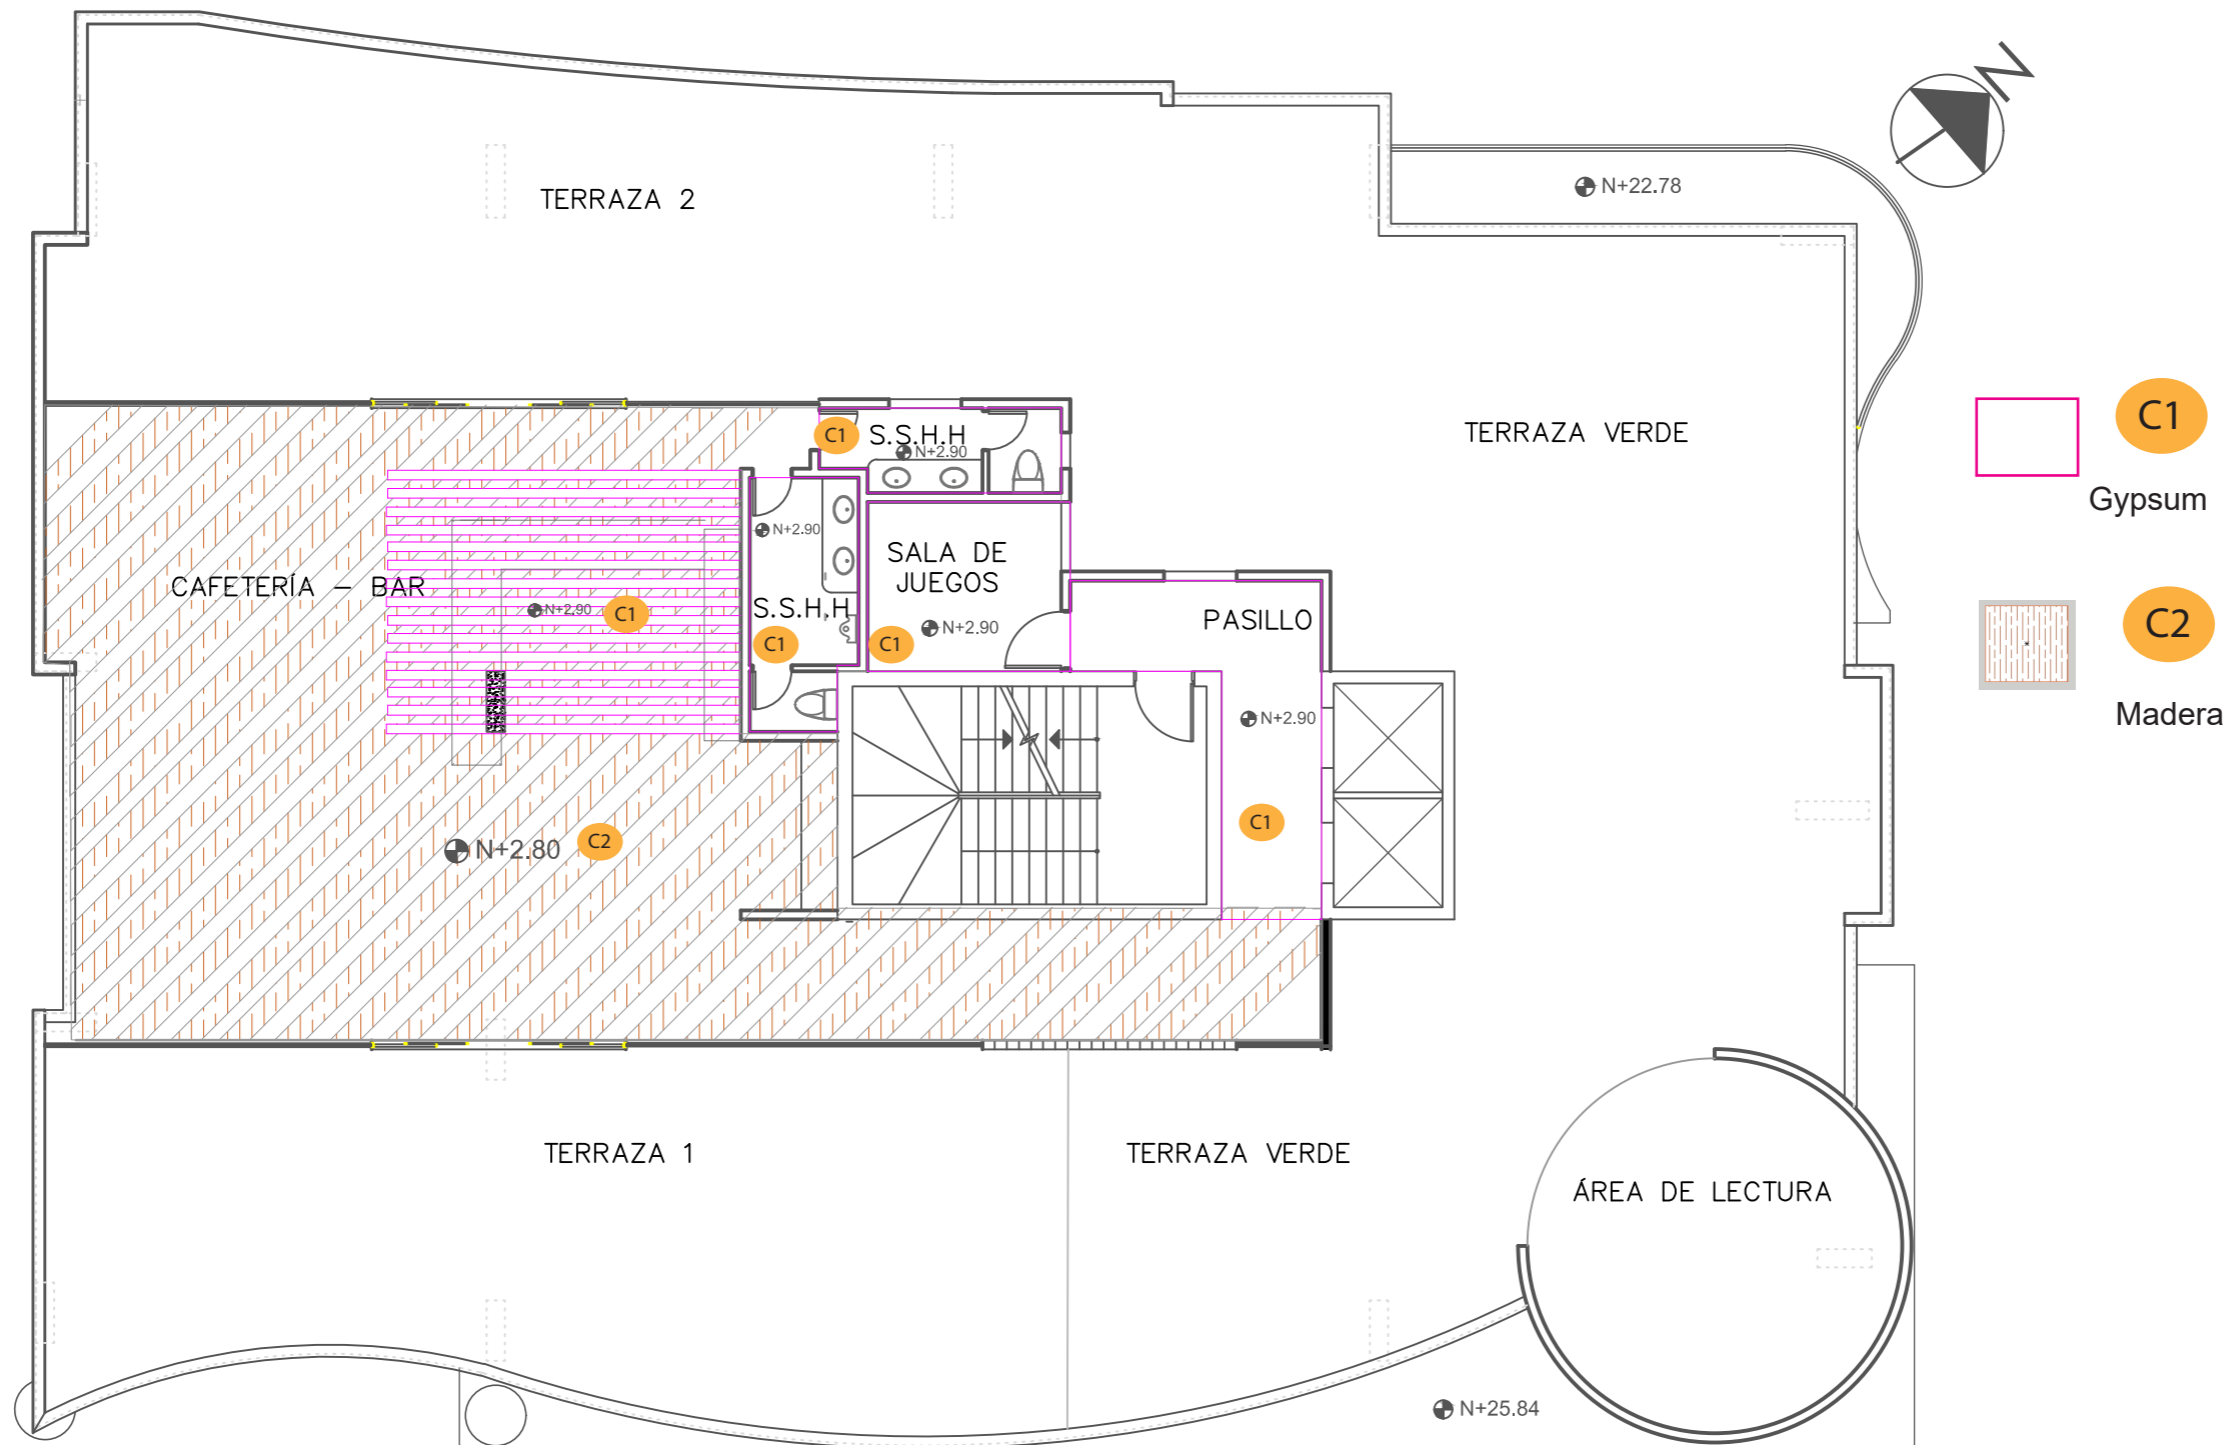 N
N+22.78
TERRAZA 2
C1
Gypsum
C1
S.S.H.H
N+2.90
TERRAZA VERDE
N+2.90
SALA DE
JUEGOS
CAFETERÍA – BAR
N+2.90
C1
S.S.H.H
C1
C1
N+2.90
PASILLO
C2
Madera
N+2.90
C1
N+2.80
C2
TERRAZA 1
TERRAZA VERDE
ÁREA DE LECTURA
N+25.84